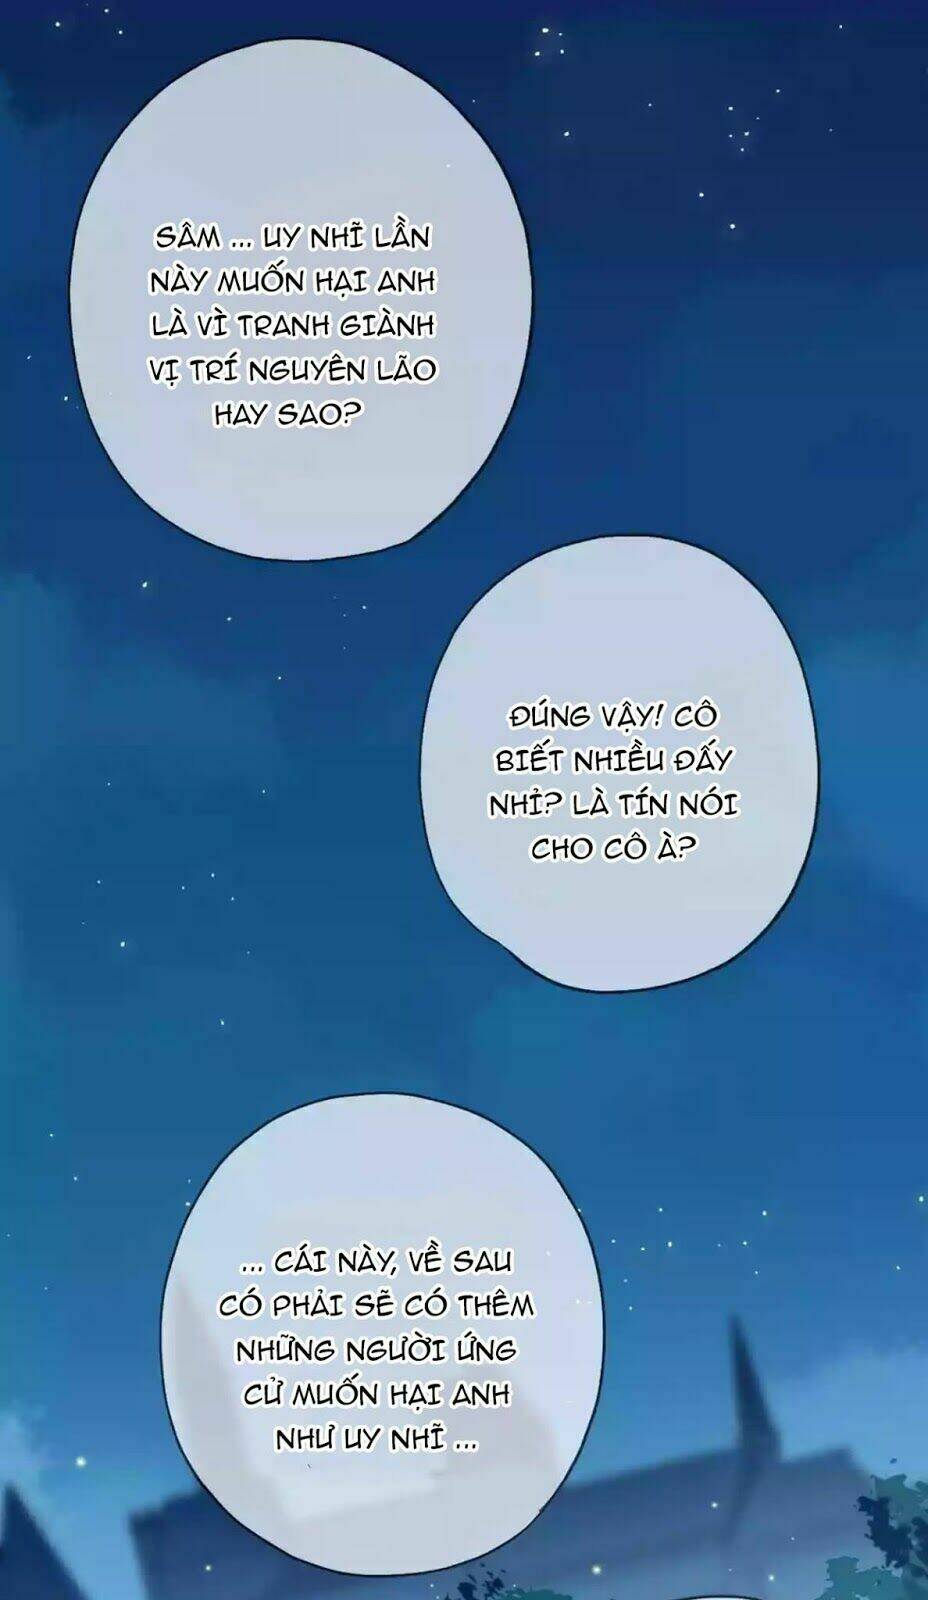 SÂM ... UY NHĨ LẦN
NÀY MUỐN HẠI ANH
LÀ VÌ TRANH GIÀNH
VỊ TRÍ NGUYÊN LÃO
HAY SAO?
ĐÚNG VẬY! CÔ
BIẾT NHIỀU ĐẤY
NHỈ? LÀ TÍN NÓI
CHO CÔ À?
... CÁI NÀY, VỀ SAU
CÓ PHẢI SẼ CÓ THÊM
NHỮNG NGƯỜI ỨNG
CỬ MUỐN HẠI ANH
NHƯ UY NHĨ ...